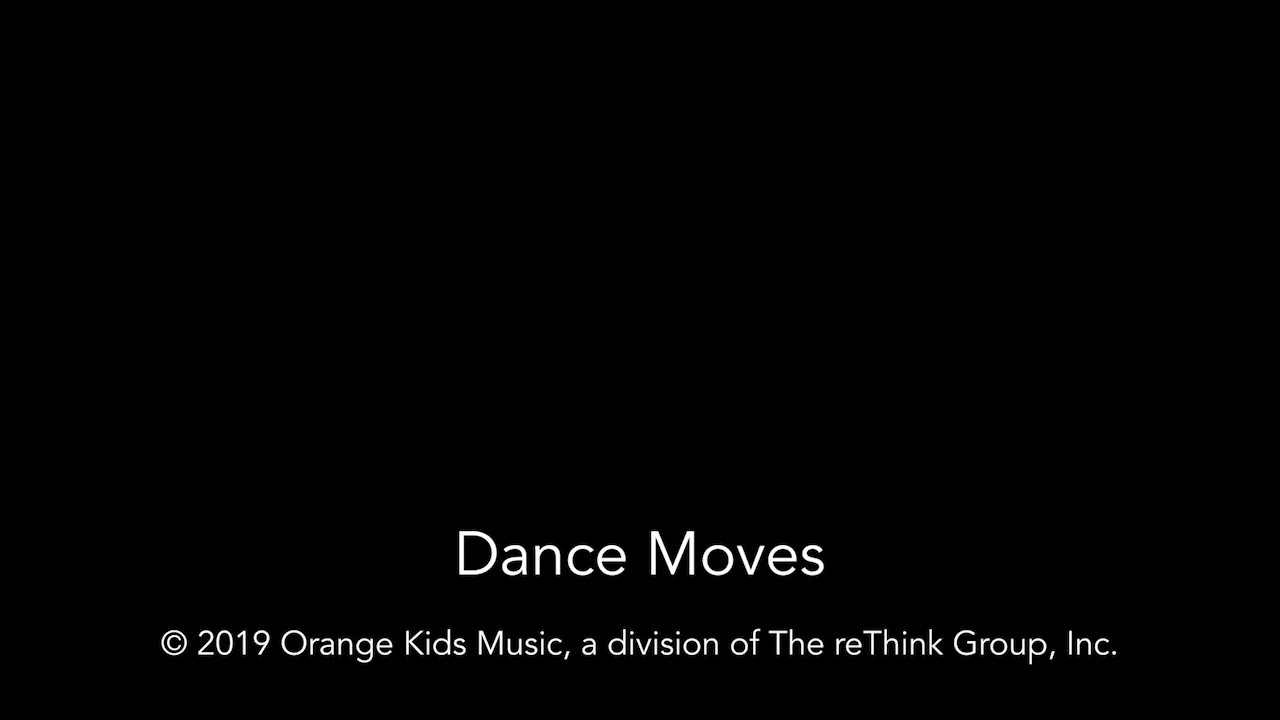 Dance Moves
© 2019 Orange Kids Music, a division of The reThink Group, Inc.